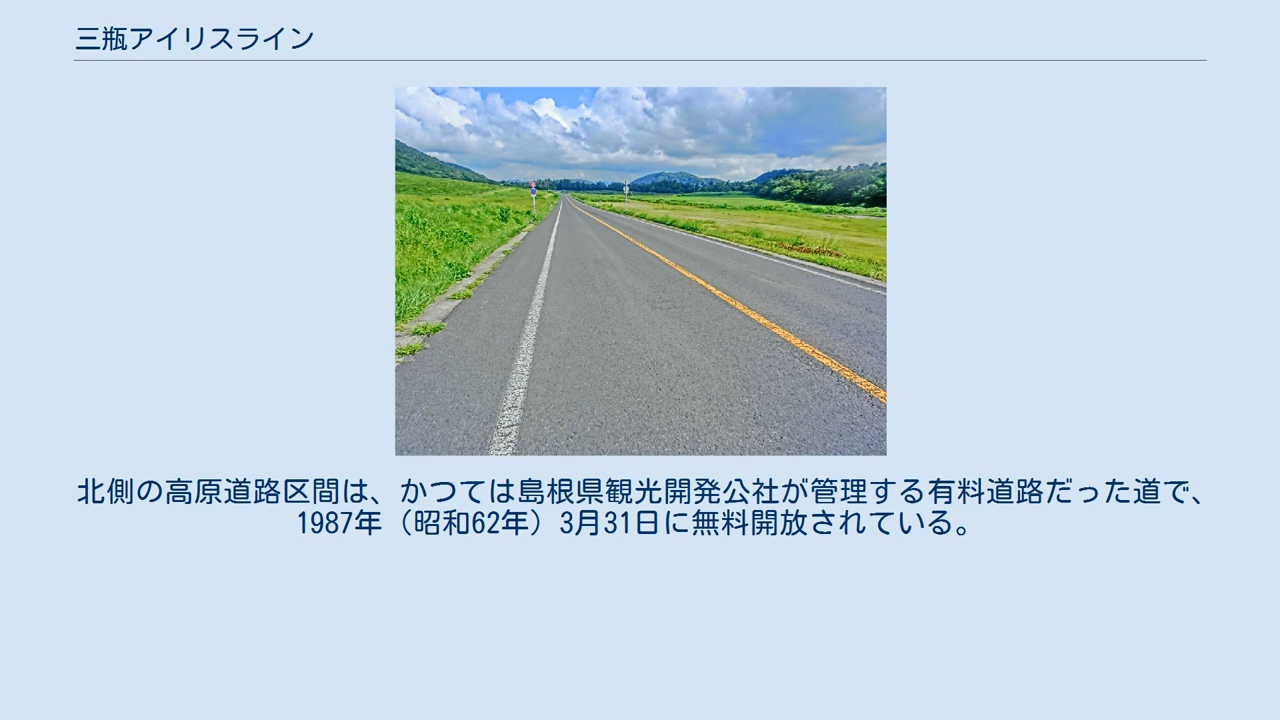 三瓶アイリスライン
北側の高原道路区間は、かつては島根県観光開発公社が管理する有料道路だった道で、
1987年（昭和62年）3月31日に無料開放されている。